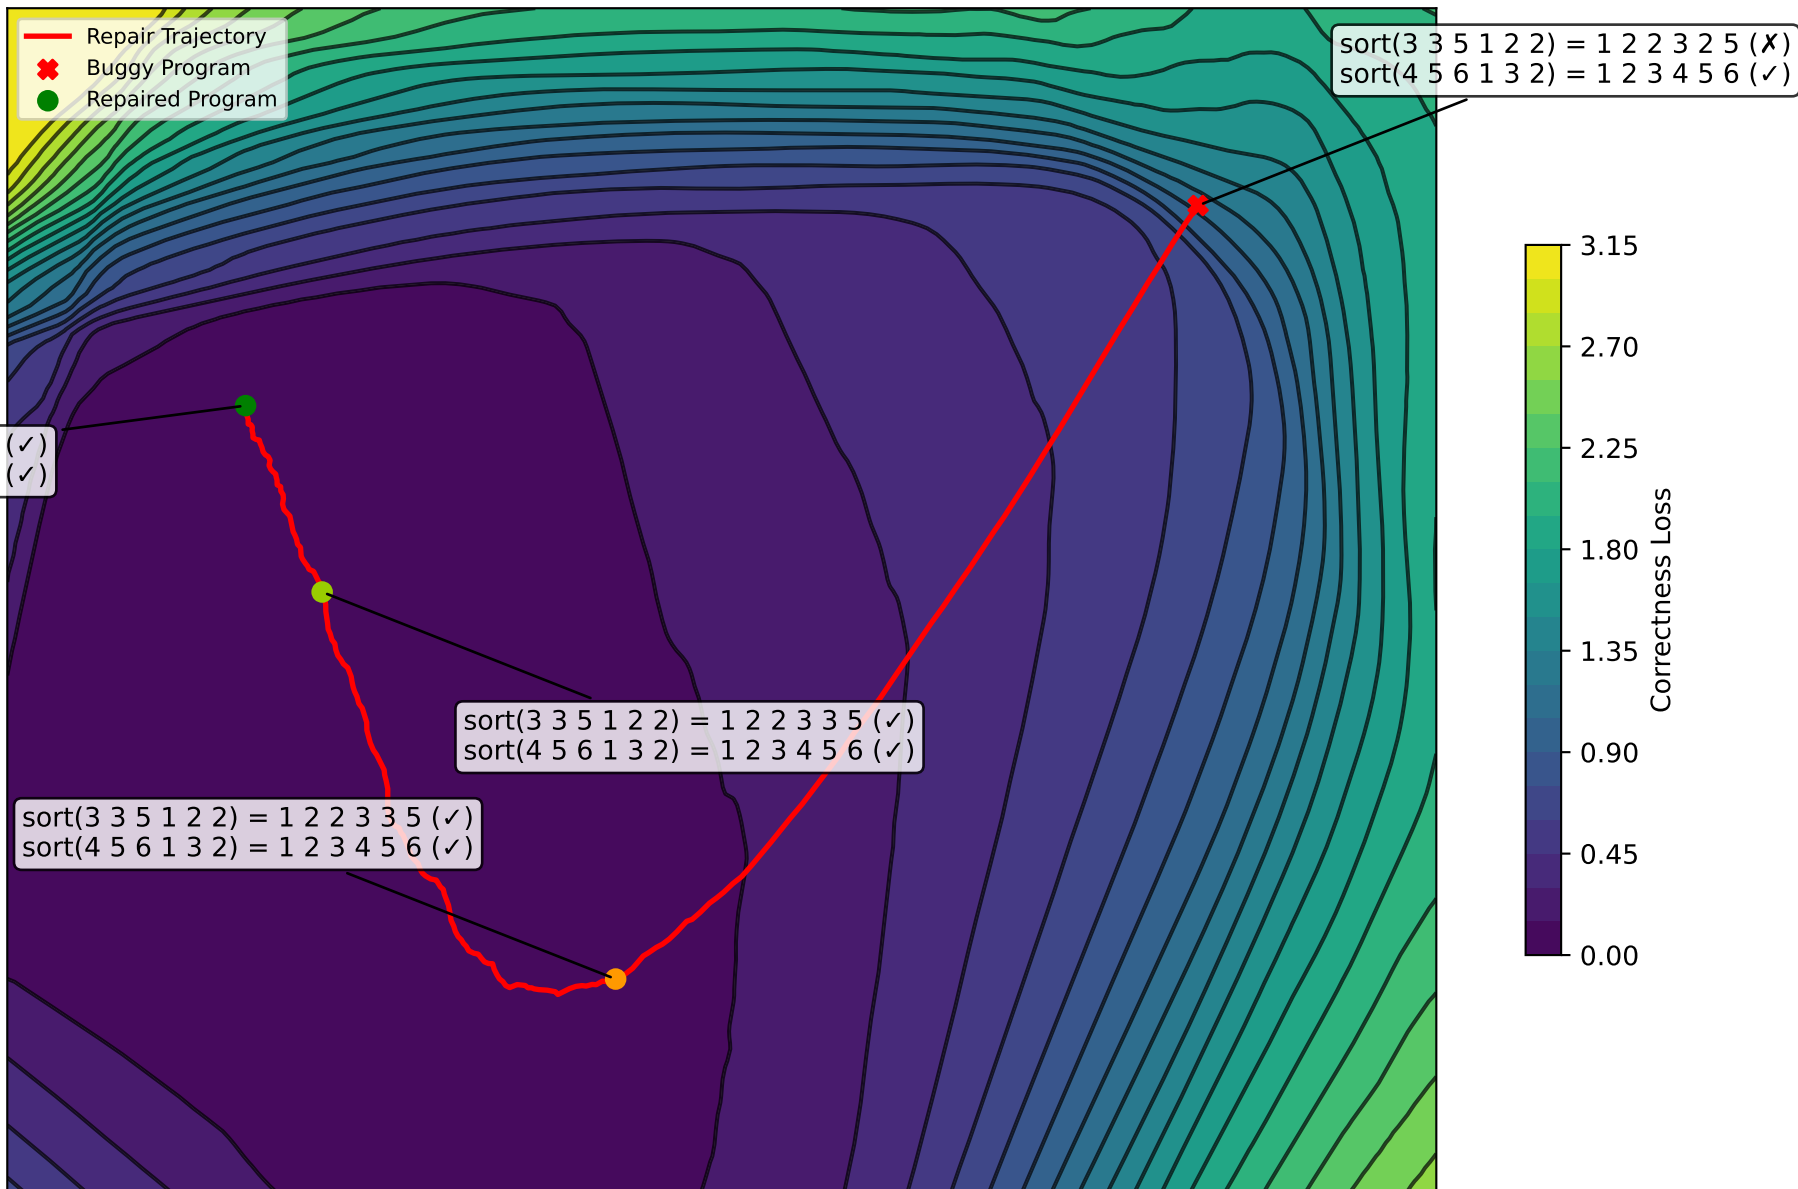 Repair Trajectory
Buggy Program
Repaired Program
sort(3 3 5 1 2 2) = 1 2 2 3 2 5 (✗)
sort(4 5 6 1 3 2) = 1 2 3 4 5 6 (✓)
(✓)
(✓)
sort(3 3 5 1 2 2) = 1 2 2 3 3 5 (✓)
sort(4 5 6 1 3 2) = 1 2 3 4 5 6 (✓)
sort(3 3 5 1 2 2) = 1 2 2 3 3 5 (✓)
sort(4 5 6 1 3 2) = 1 2 3 4 5 6 (✓)
3.15
2.70
2.25
1.80
1.35
0.90
0.45
0.00
Correctness Loss